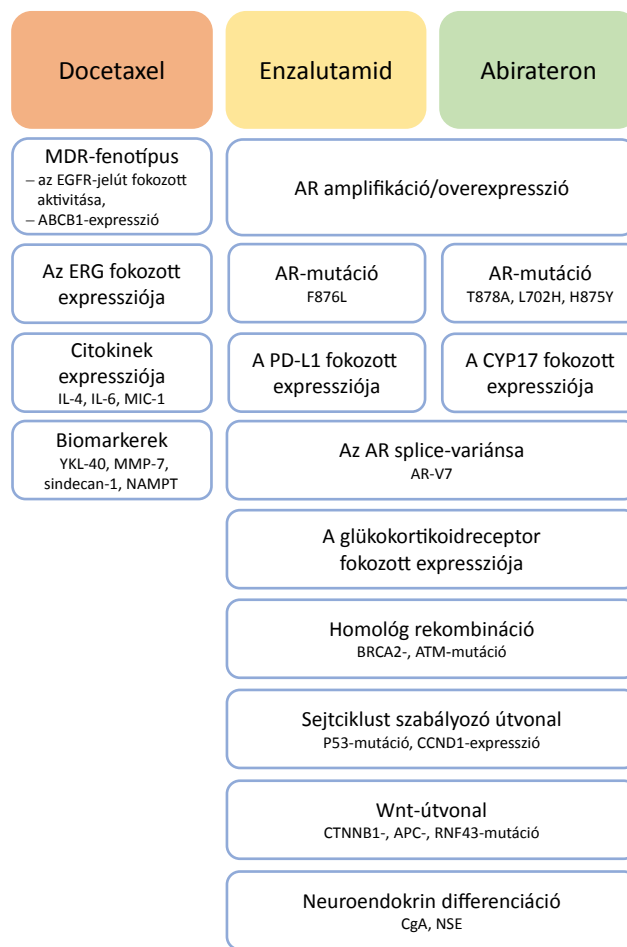 Docetaxel
Enzalutamid
Abirateron
MDR-fenotípus
– az EGFR-jelút fokozott
aktivitása,
– ABCB1-expresszió
AR amplifikáció/overexpresszió
Az ERG fokozott
expressziója
AR-mutáció
F876L
AR-mutáció
T878A, L702H, H875Y
Citokinek
expressziója
IL-4, IL-6, MIC-1
A PD-L1 fokozott
expressziója
A CYP17 fokozott
expressziója
Biomarkerek
YKL-40, MMP-7,
sindecan-1, NAMPT
Az AR splice-variánsa
AR-V7
A glükokortikoidreceptor
fokozott expressziója
Homológ rekombináció
BRCA2-, ATM-mutáció
Sejtciklust szabályozó útvonal
P53-mutáció, CCND1-expresszió
Wnt-útvonal
CTNNB1-, APC-, RNF43-mutáció
Neuroendokrin differenciáció
CgA, NSE